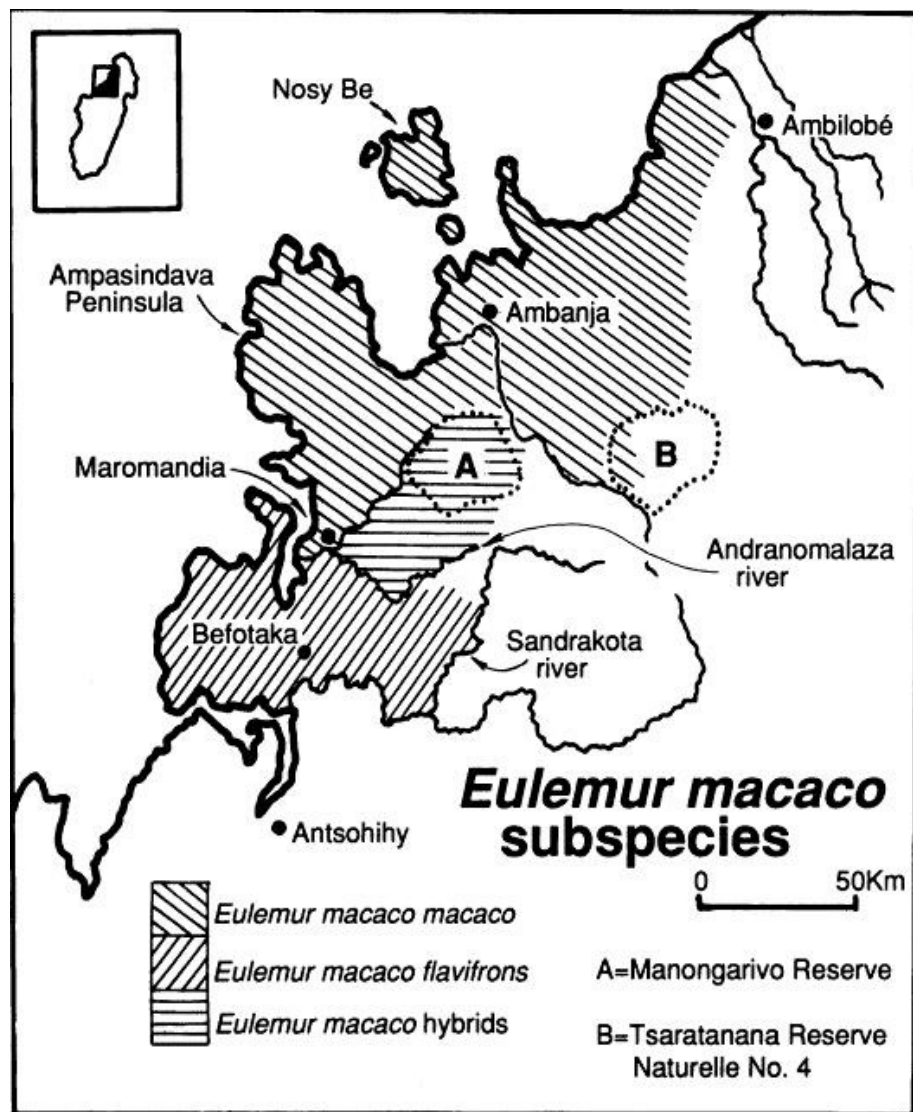 Nosy Be
Ambilobé
Ampasindava
Peninsula
Ambanja
Maromandia
A
B
Andranomalaza
river
Befotaka
Sandrakota
river
Eulemur macaco
subspecies
Antsohihy
0 50Km
Eulemur macaco macaco
Eulemur macaco flavifrons
Eulemur macaco hybrids
A=Manongarivo Reserve
B=Tsaratanana Reserve
Naturelle No. 4